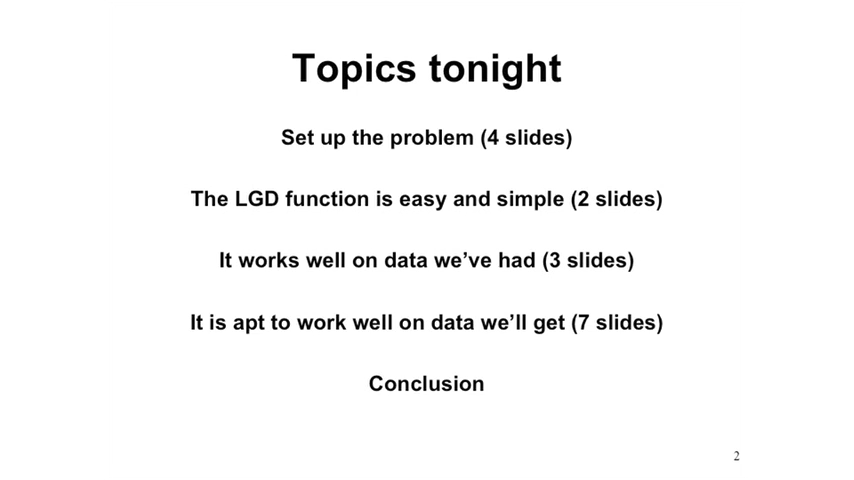 Topics tonight
Set up the problem (4 slides)
The LGD function is easy and simple (2 slides)
It works well on data we’ve had (3 slides)
It is apt to work well on data we’ll get (7 slides)
Conclusion
2